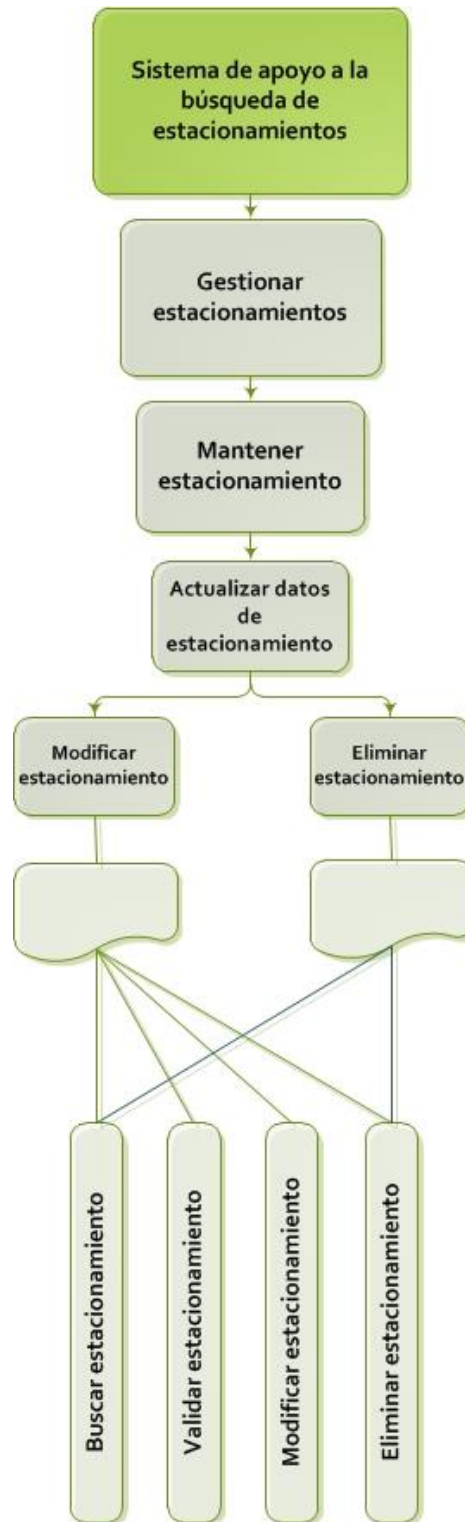 Sistema de apoyo a la
búsqueda de
estacionamientos
Gestionar
estacionamientos
Mantener
estacionamiento
Actualizar datos
de
estacionamiento
Modificar
estacionamiento
Eliminar
estacionamiento
Buscar estacionamiento
Validar estacionamiento
Modificar estacionamiento
Eliminar estacionamiento